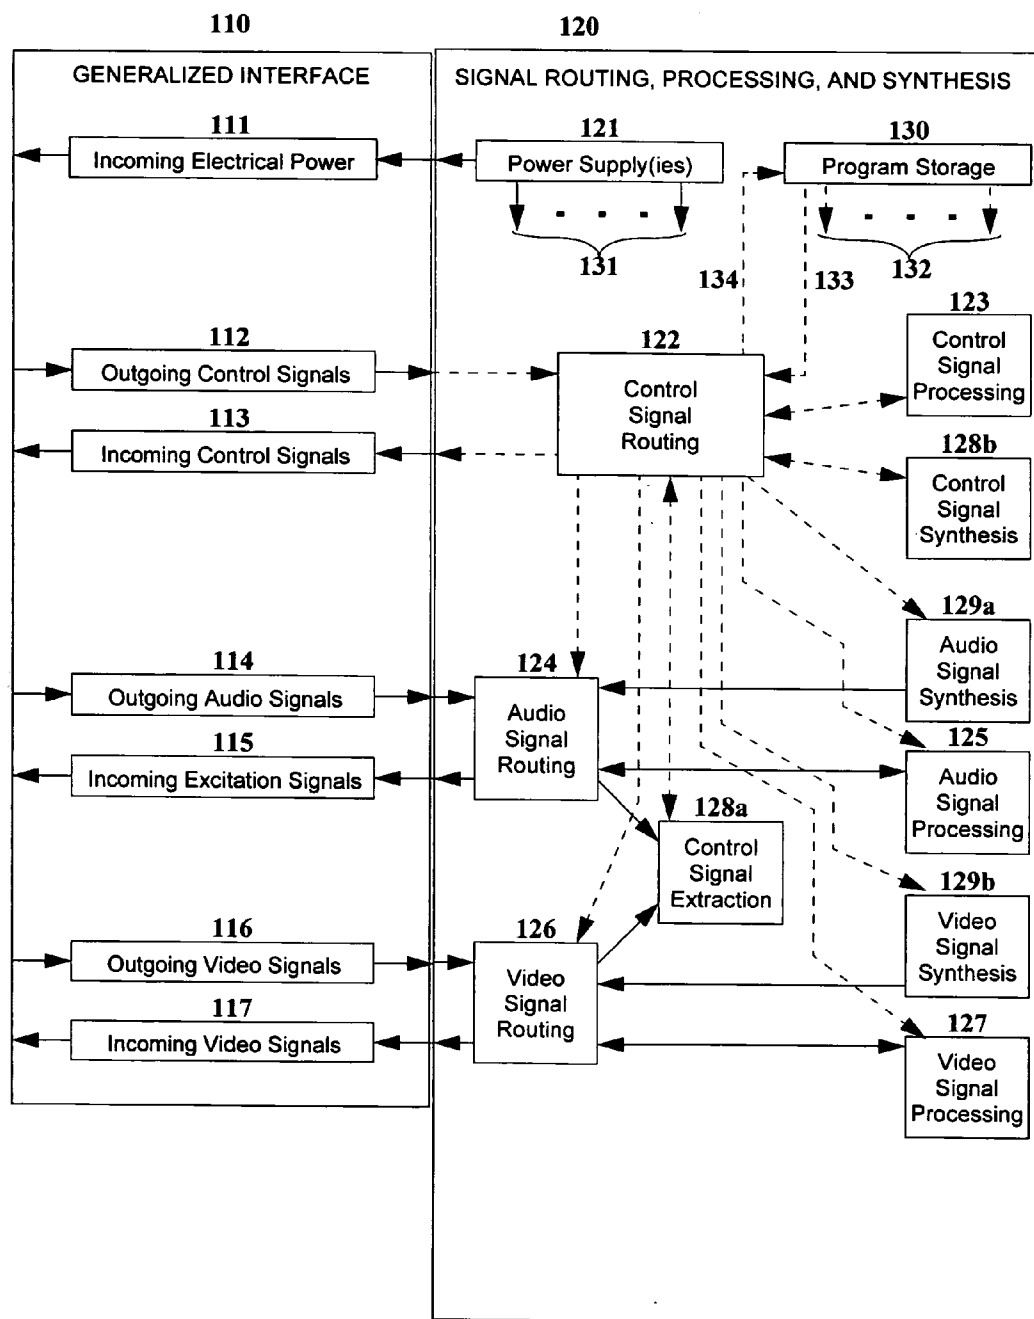 110
120
GENERALIZED INTERFACE
SIGNAL ROUTING, PROCESSING, AND SYNTHESIS
111
Incoming Electrical Power
121
Power Supply(ies)
130
Program Storage
131
134
133
132
112
Outgoing Control Signals
113
Incoming Control Signals
122
Control
Signal
Routing
123
Control
Signal
Processing
128b
Control
Signal
Synthesis
129a
Audio
Signal
Synthesis
114
Outgoing Audio Signals
115
Incoming Excitation Signals
124
Audio
Signal
Routing
125
Audio
Signal
Processing
128a
Control
Signal
Extraction
129b
Video
Signal
Synthesis
116
Outgoing Video Signals
117
Incoming Video Signals
126
Video
Signal
Routing
127
Video
Signal
Processing